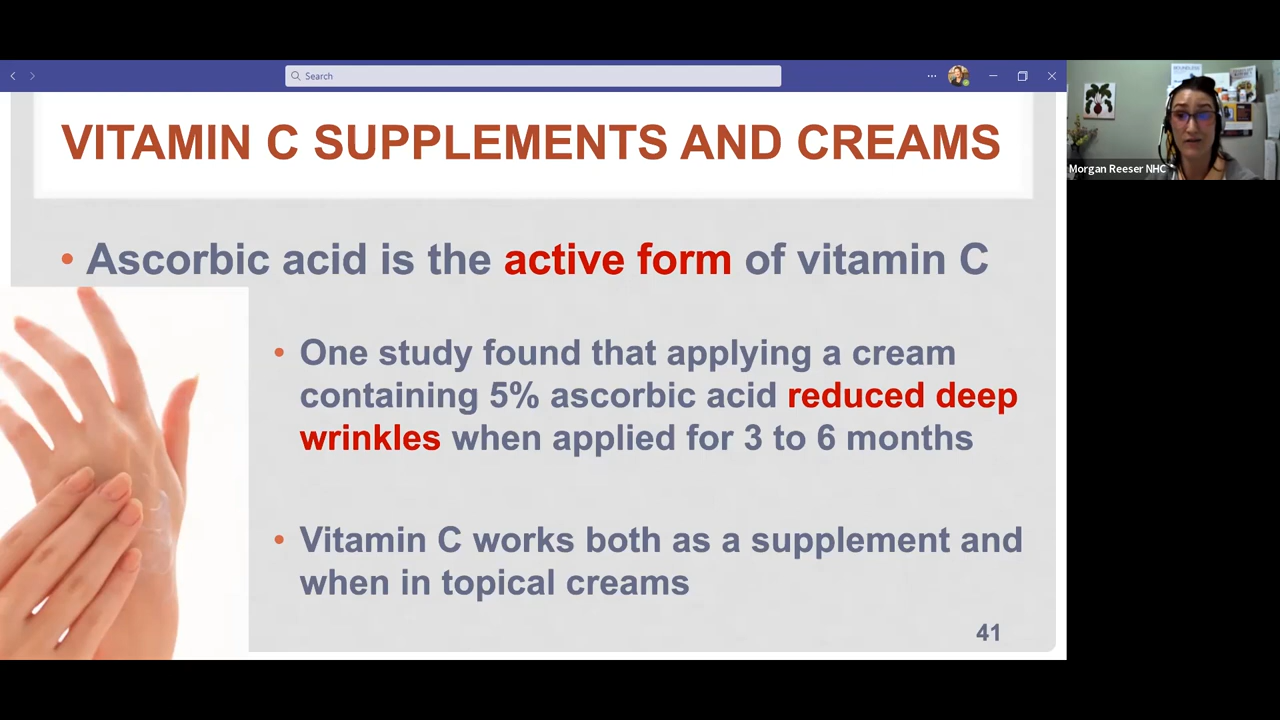 Search
VITAMIN C SUPPLEMENTS AND CREAMS
• Ascorbic acid is the active form of vitamin C
• One study found that applying a cream
containing 5% ascorbic acid reduced deep
wrinkles when applied for 3 to 6 months
• Vitamin C works both as a supplement and
when in topical creams
41
Morgan Reeser NHC